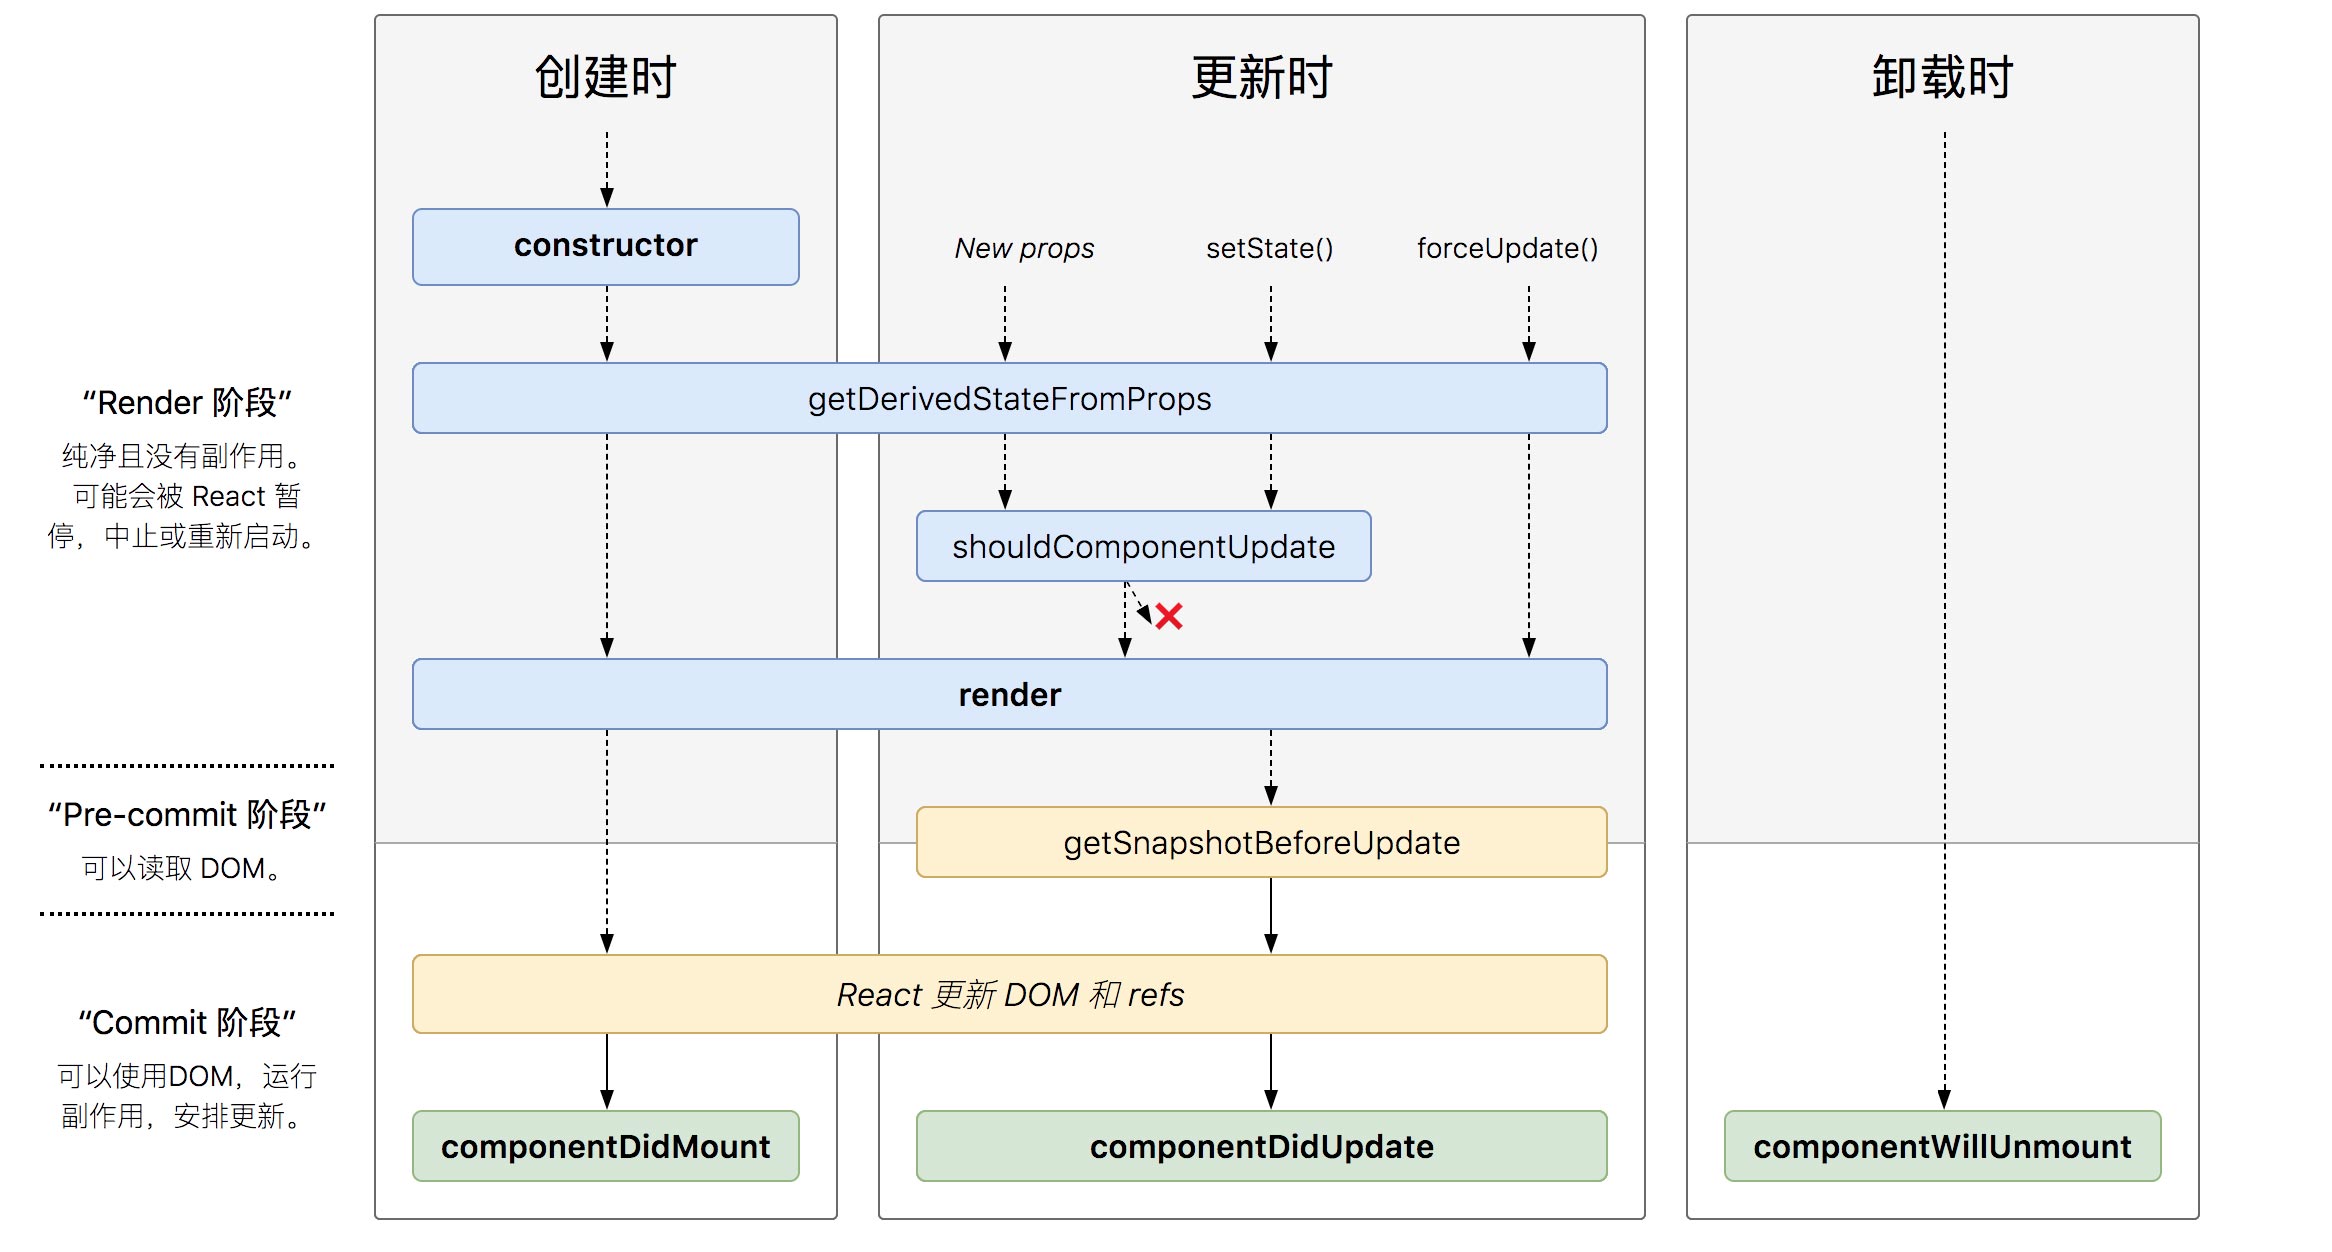 创建时
更新时
卸载时
constructor
New props
setState()
forceUpdate()
“Render 阶段”
纯净且没有副作用。
可能会被 React 暂
停，中止或重新启动。
getDerivedStateFromProps
shouldComponentUpdate
render
“Pre-commit 阶段”
可以读取 DOM。
getSnapshotBeforeUpdate
“Commit 阶段”
可以使用DOM，运行
副作用，安排更新。
React 更新 DOM 和 refs
componentDidMount
componentDidUpdate
componentWillUnmount